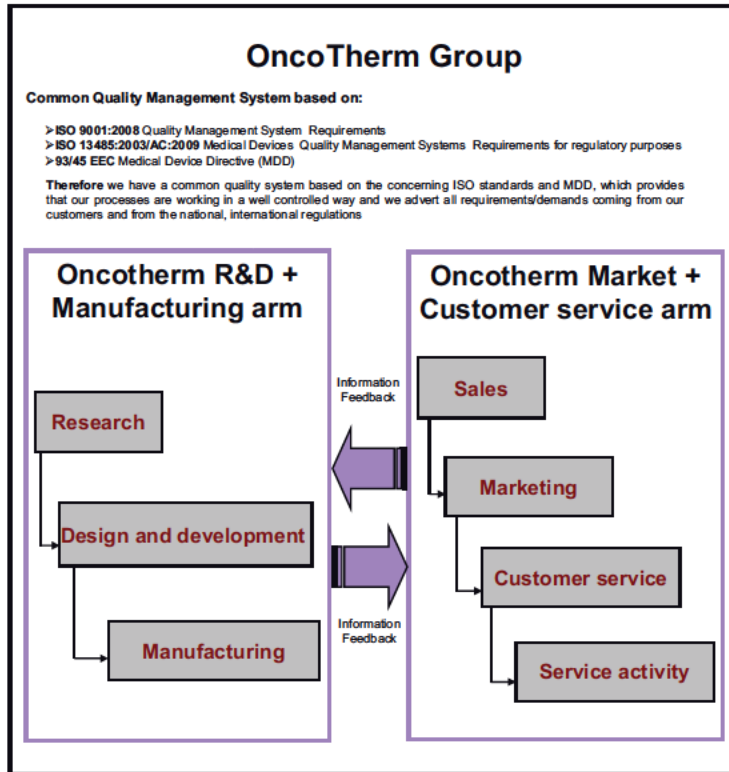 OncoTherm Group
Common Quality Management System based on:
➢ISO 9001:2008 Quality Management System Requirements
➢ISO 13485:2003/AC:2009 Medical Devices Quality Management Systems Requirements for regulatory purposes
➢93/45 EEC Medical Device Directive (MDD)
Therefore we have a common quality system based on the concerning ISO standards and MDD, which provides
that our processes are working in a well controlled way and we advert all requirements/demands coming from our
customers and from the national, international regulations
Oncotherm R&D +
Manufacturing arm
Research
Design and development
Manufacturing
Information
Feedback
Information
Feedback
Oncotherm Market +
Customer service arm
Sales
Marketing
Customer service
Service activity